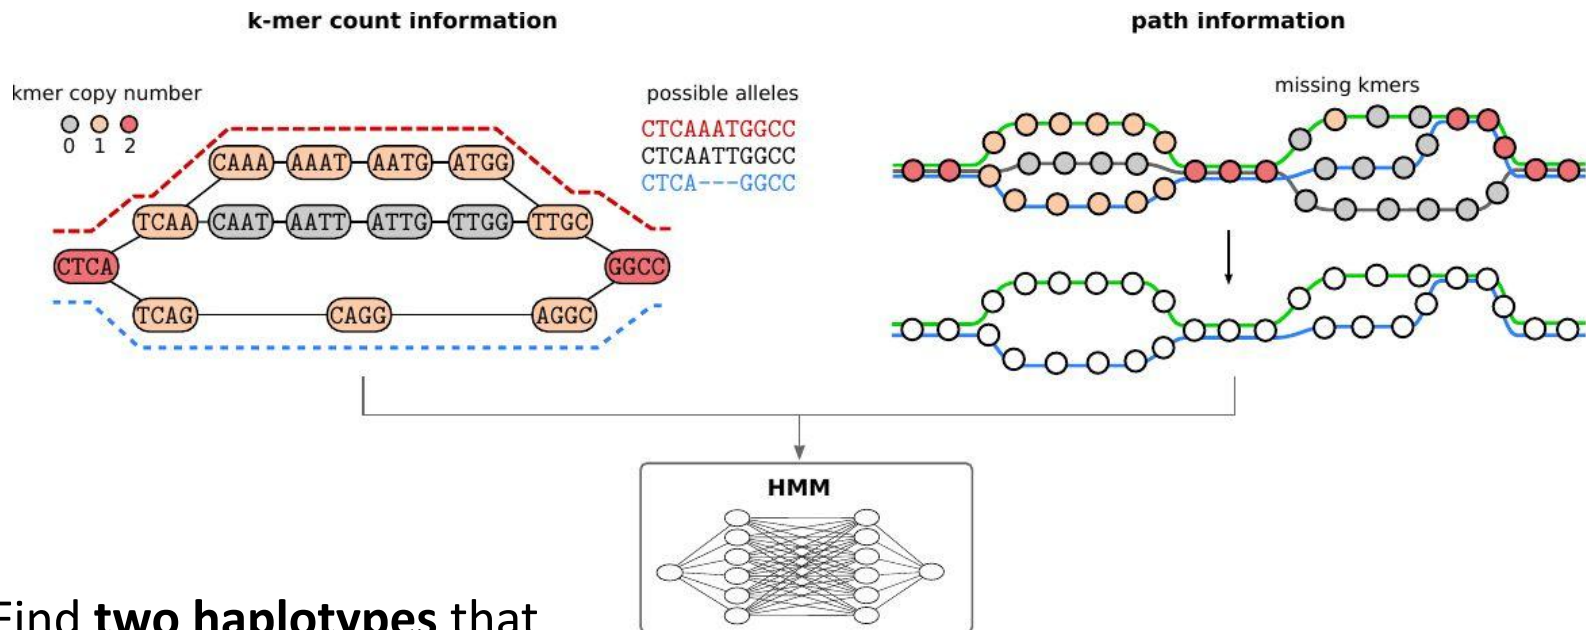 k-mer count information
path information
kmer copy number
0 1 2
possible alleles
CTCAAATGGCC
CTCAATTGGCC
CTCA---GGCC
missing kmers
CAAA AAAT AATG ATGG
TCAA CAAT AATT ATTG TTGG TTGC
CTCA GGCC
TCAG CAGG AGGC
HMM
Find two haplotypes that